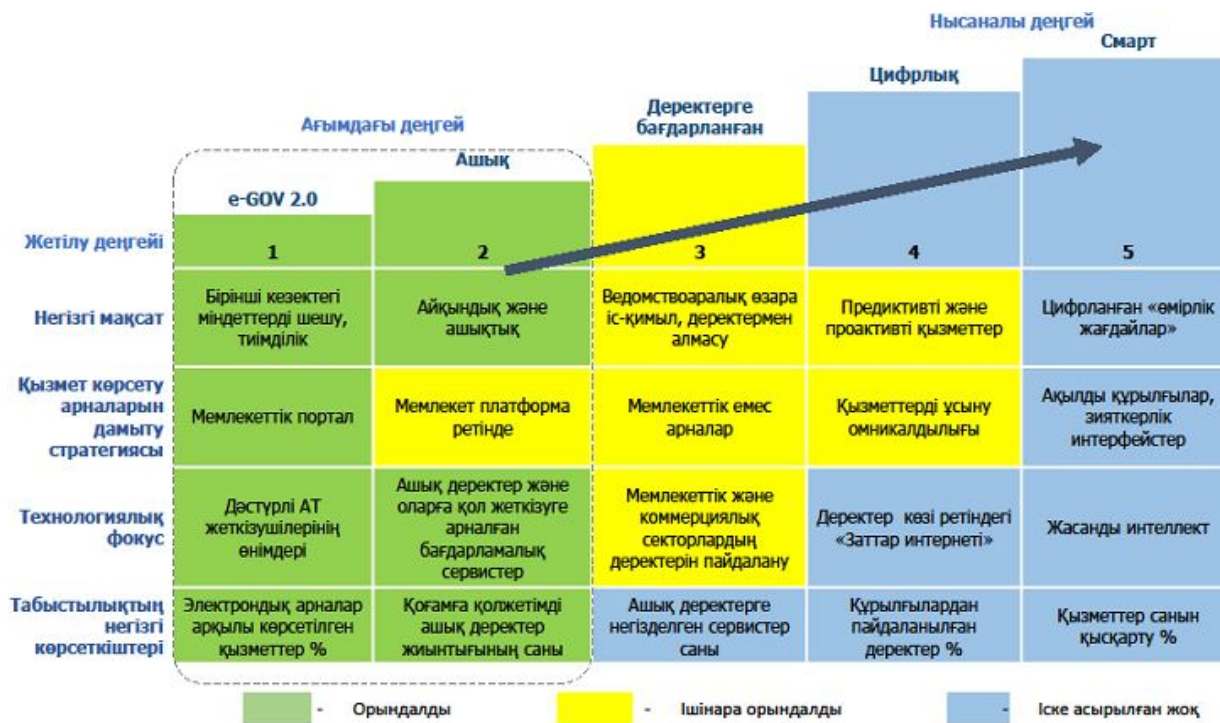 Нысаналы деңгей
Смарт
Цифрлық
Деректерге
бағдарланған
Ағымдағы деңгей
Ашық
e-GOV 2.0
Жетілу деңгейі
1
2
3
4
5
Негізгі мақсат
Бірінші кезектегі
міндеттерді шешу,
тиімділік
Айқындық және
ашықтық
Ведомствоаралық өзара
іс-қимыл, деректермен
алмасу
Предиктивті және
проактивті қызметтер
Цифрланған «өмірлік
жағдайлар»
Қызмет көрсету
арналарын
дамыту
стратегиясы
Мемлекеттік портал
Мемлекет платформа
ретінде
Мемлекеттік емес
арналар
Қызметтерді ұсыну
омникалдылығы
Ақылды құрылғылар,
зияткерлік
интерфейстер
Технологиялық
фокус
Дәстүрлі АТ
жеткізушілерінің
өнімдері
Ашық деректер және
оларға қол жеткізуге
арналған
бағдарламалық
сервистер
Мемлекеттік және
коммерциялық
секторлардың
деректерін пайдалану
Деректер көзі ретіндегі
«Заттар интернеті»
Жасанды интеллект
Табыстылықтың
негізгі
көрсеткіштері
Электрондық арналар
арқылы көрсетілген
қызметтер %
Қоғамға қолжетімді
ашық деректер
жиынтығының саны
Ашық деректерге
негізделген сервистер
саны
Құрылғылардан
пайдаланылған
деректер %
Қызметтер санын
қысқарту %
- Орындалды
- Ішінара орындалды
- Іске асырылған жоқ